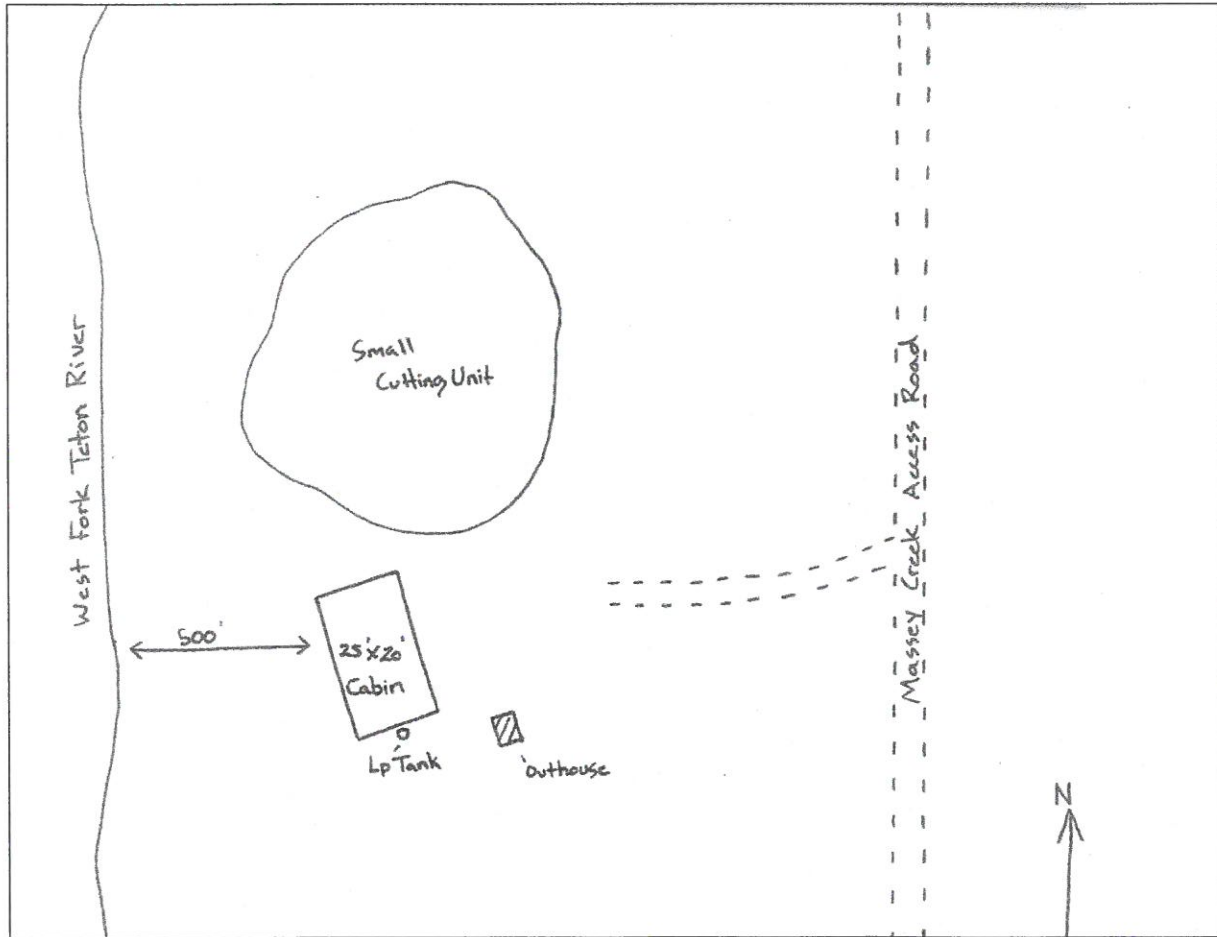 Small
Cutting Unit
West Fork Teton River
Massey Creek Access Road
500'
25'x20'
Cabin
Lp Tank
outhouse
N